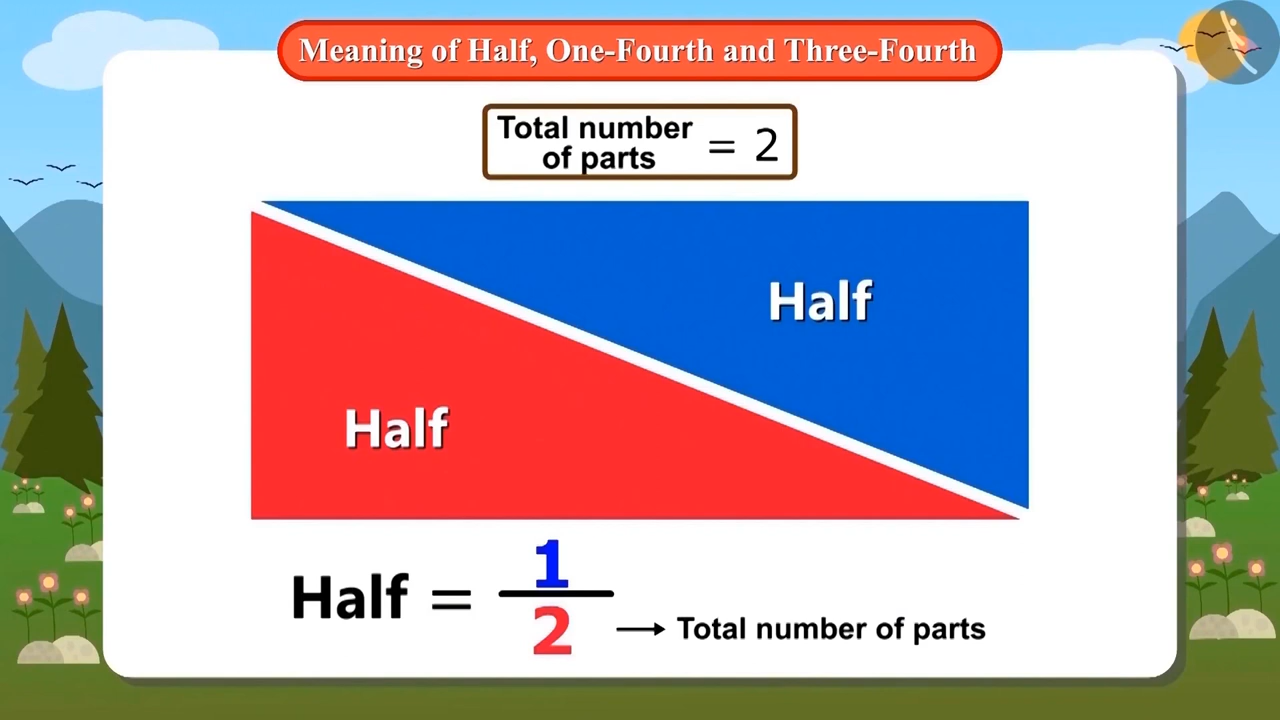 Meaning of Half, One-Fourth and Three-Fourth
Total number
of parts = 2
Half
Half
Half = 1/2 → Total number of parts